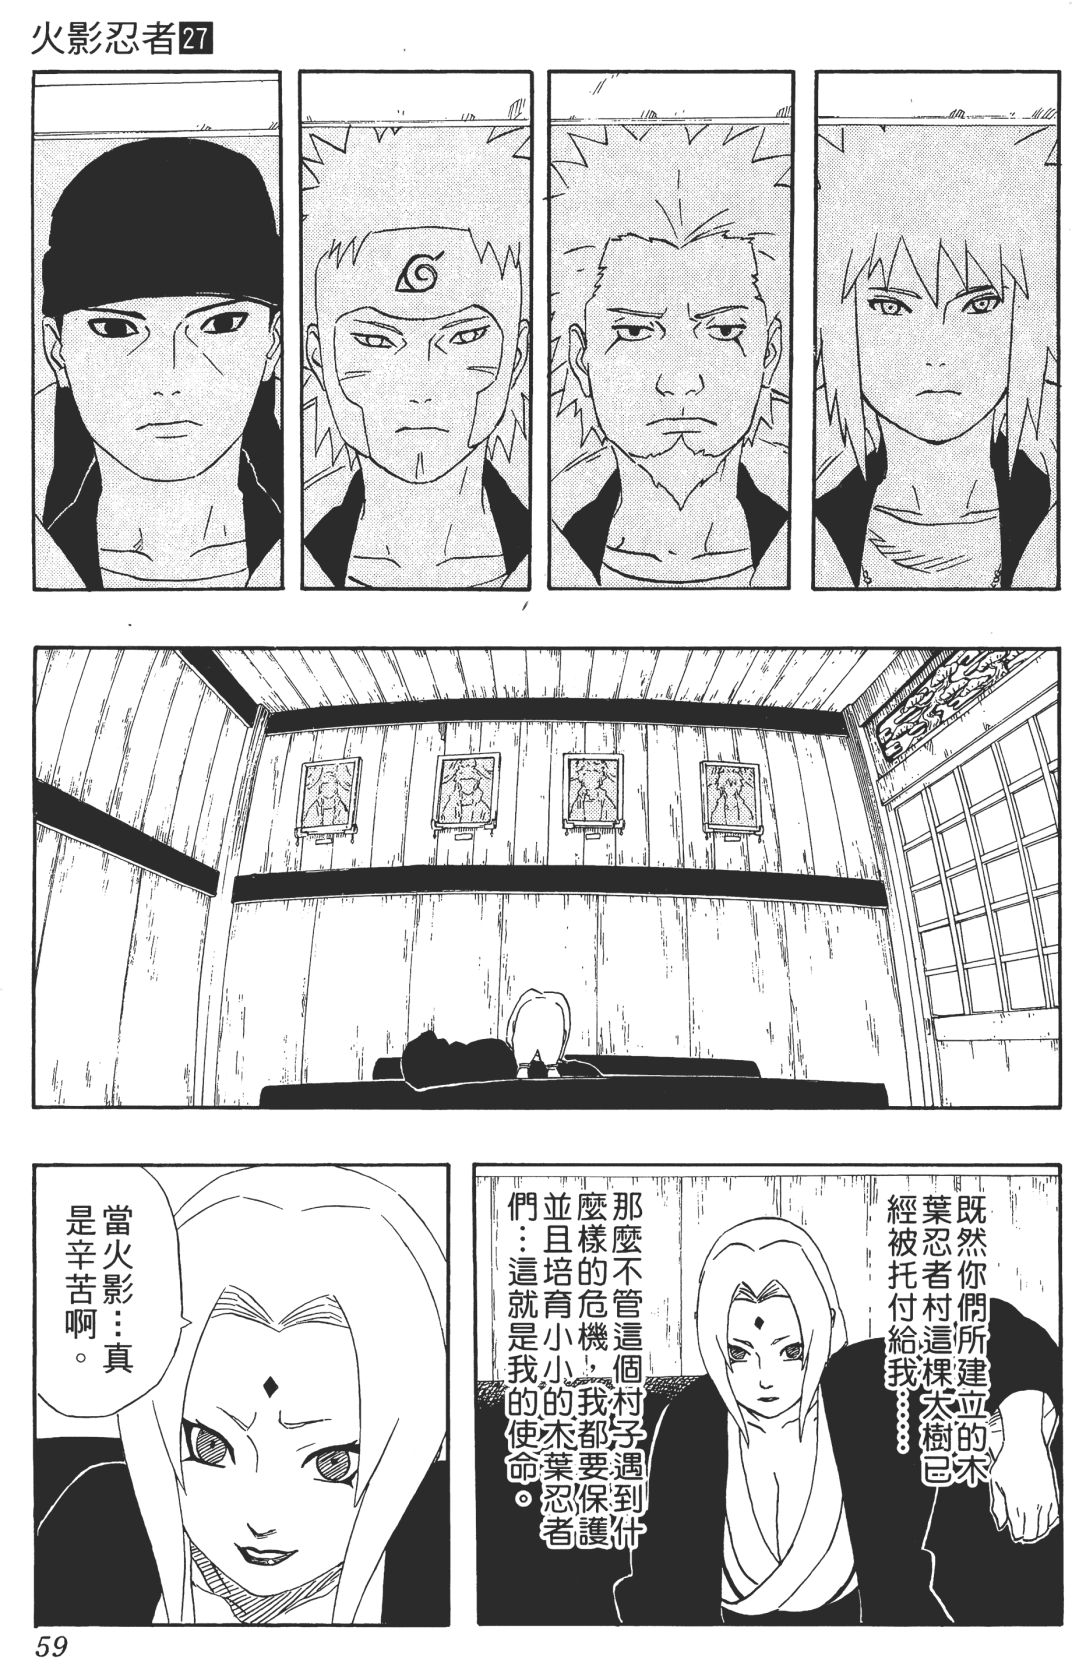 火影忍者27
既然你們所建立的木
葉忍者村這棵大樹已
經被托付給我……
那麼不管這個村子遇到什
麼樣的危機，我都要保護
並且培育小小的木葉忍者
們…這就是我的使命。
當火影…真
是辛苦啊。
59